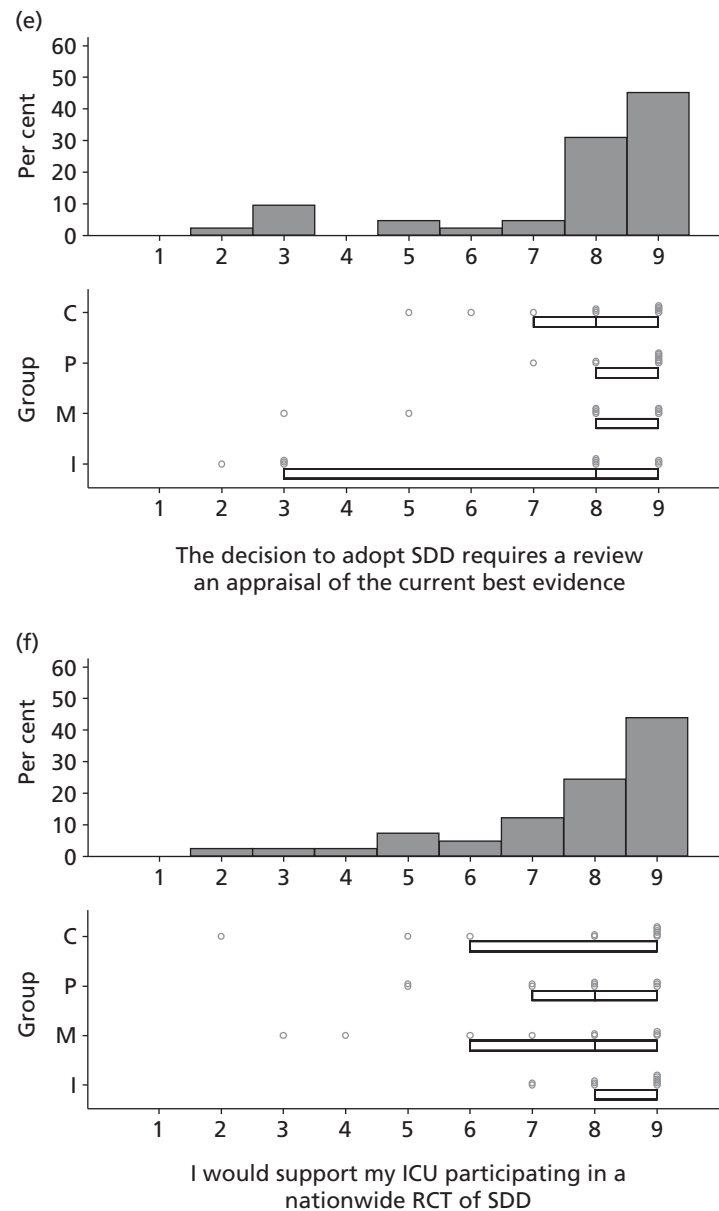 (e)
60
50
40
30
20
10
0
Per cent
1 2 3 4 5 6 7 8 9
Group
C
P
M
I
1 2 3 4 5 6 7 8 9
The decision to adopt SDD requires a review
an appraisal of the current best evidence
(f)
60
50
40
30
20
10
0
Per cent
1 2 3 4 5 6 7 8 9
Group
C
P
M
I
1 2 3 4 5 6 7 8 9
I would support my ICU participating in a
nationwide RCT of SDD